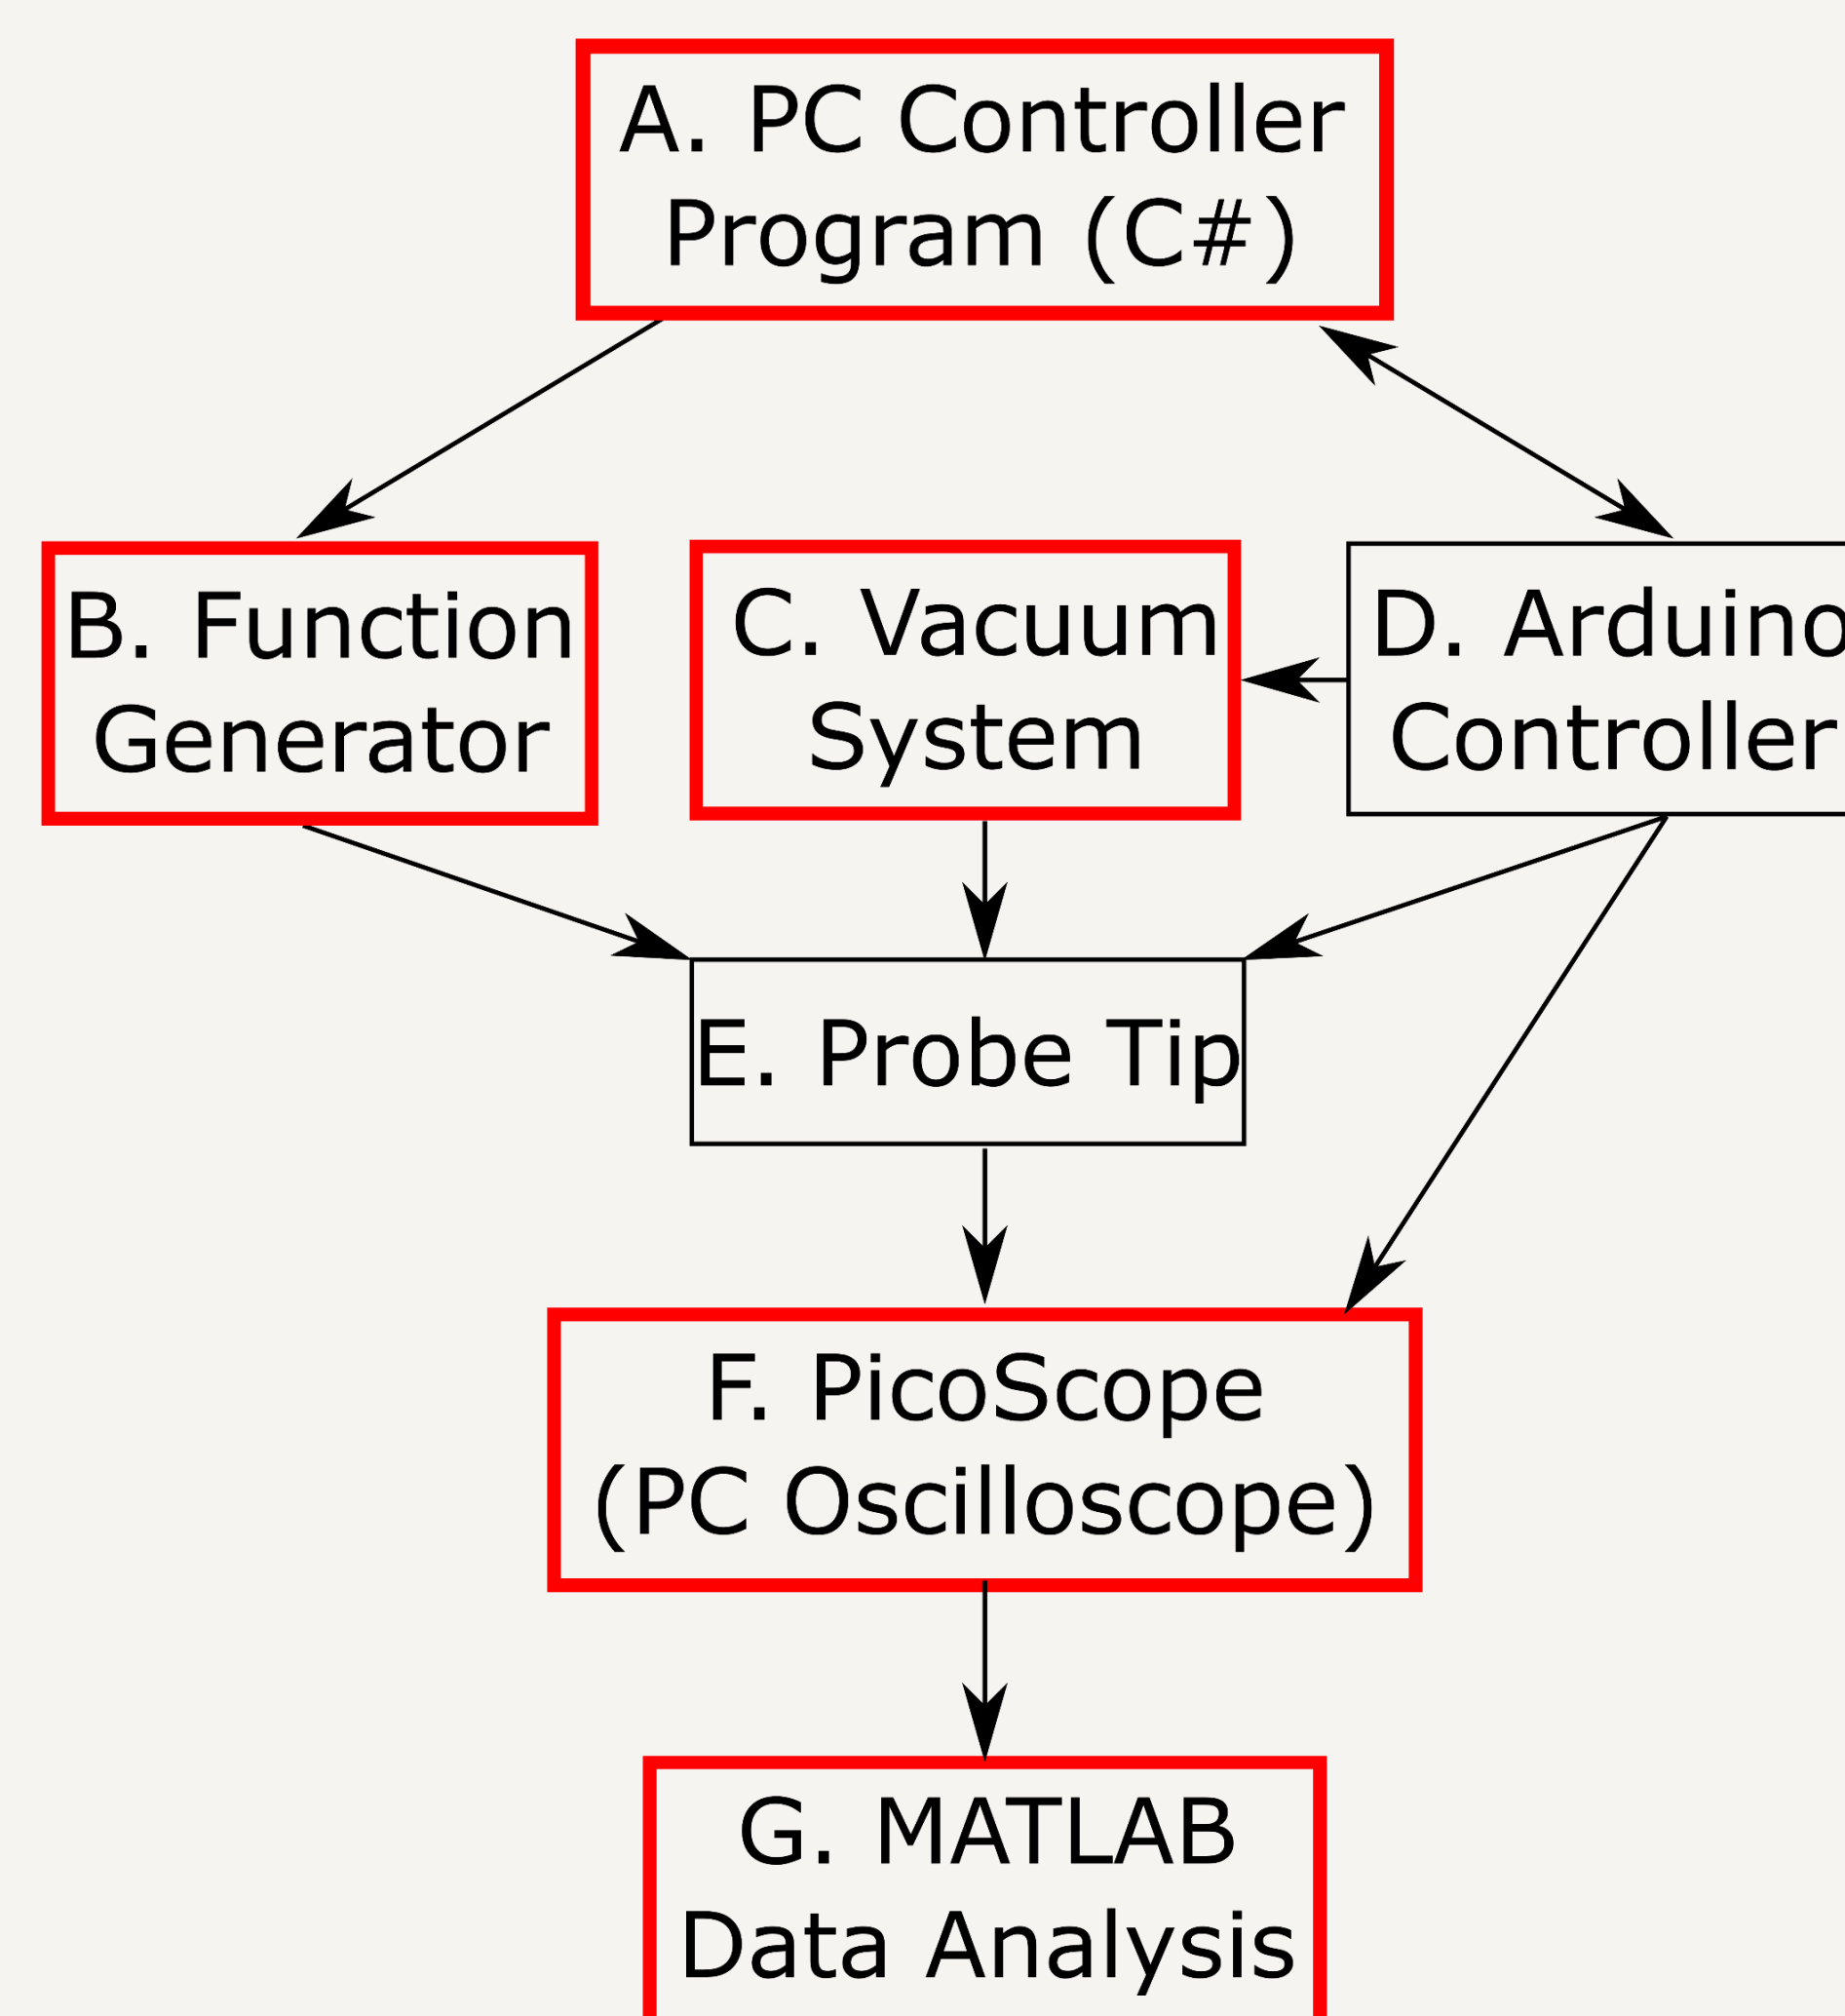 A. PC Controller
Program (C#)
B. Function
Generator
C. Vacuum
System
D. Arduino
Controller
E. Probe Tip
F. PicoScope
(PC Oscilloscope)
G. MATLAB
Data Analysis